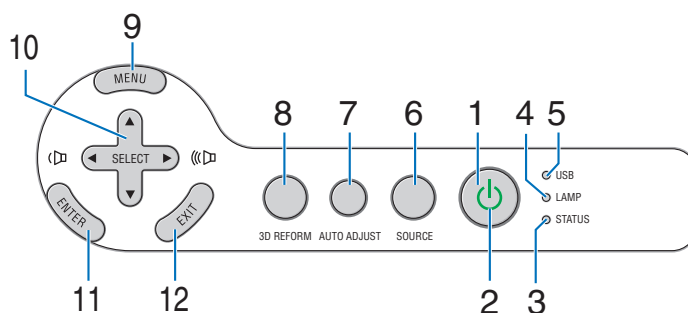 9
10
MENU
SELECT
ENTER
EXIT
11
12
8
7
6
1
4
5
3D REFORM
AUTO ADJUST
SOURCE
USB
LAMP
STATUS
2
3